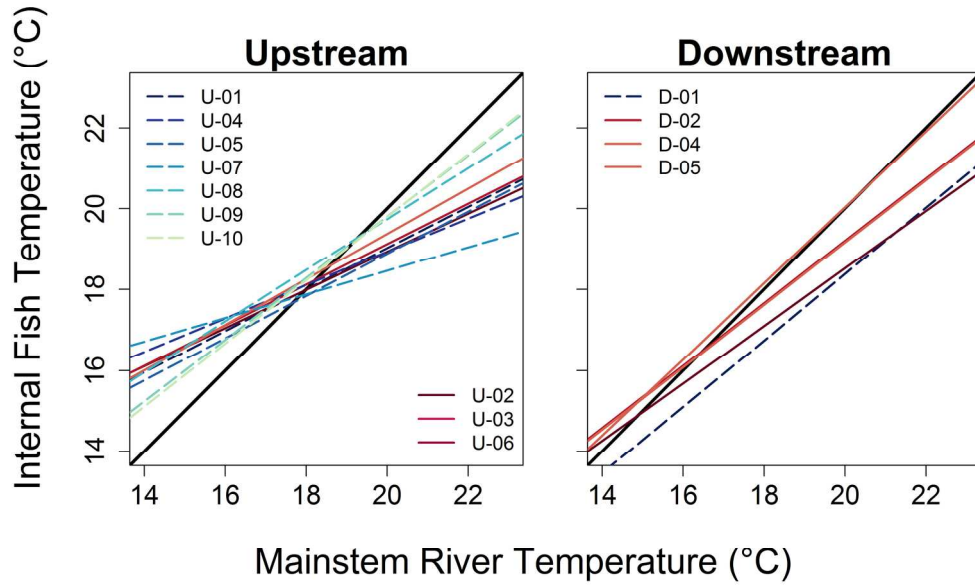 Upstream
Downstream
Internal Fish Temperature (°C)
22
20
18
16
14
U-01
U-04
U-05
U-07
U-08
U-09
U-10
U-02
U-03
U-06
14 16 18 20 22
D-01
D-02
D-04
D-05
14 16 18 20 22
Mainstem River Temperature (°C)